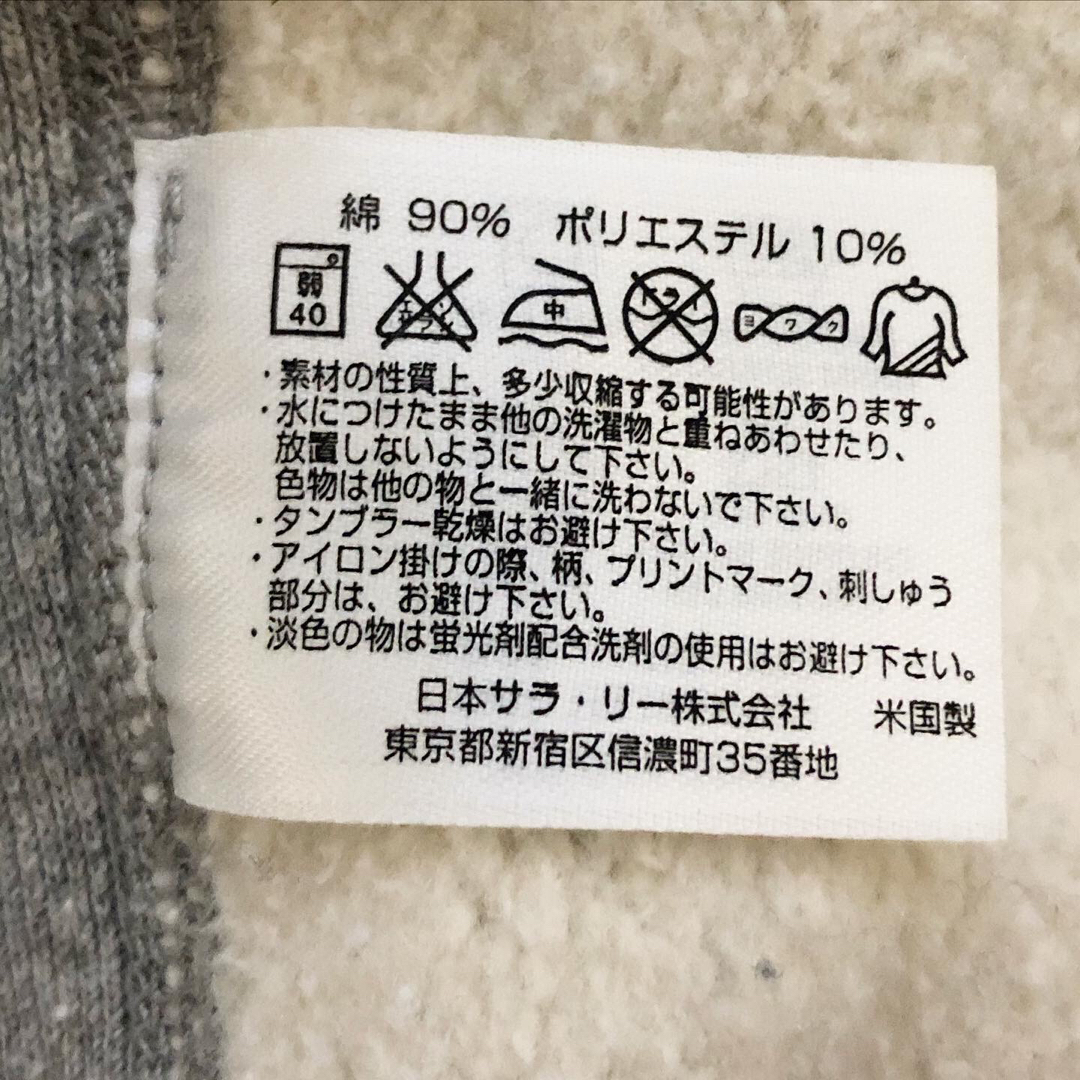 綿 90% ポリエステル 10%
弱 40 エンソ 中 ドライ ヨワク
・素材の性質上、多少収縮する可能性があります。
・水につけたまま他の洗濯物と重ねあわせたり、
放置しないようにして下さい。
色物は他の物と一緒に洗わないで下さい。
・タンブラー乾燥はお避け下さい。
・アイロン掛けの際、柄、プリントマーク、刺しゅう
部分は、お避け下さい。
・淡色の物は蛍光剤配合洗剤の使用はお避け下さい。
日本サラ・リー株式会社 米国製
東京都新宿区信濃町35番地